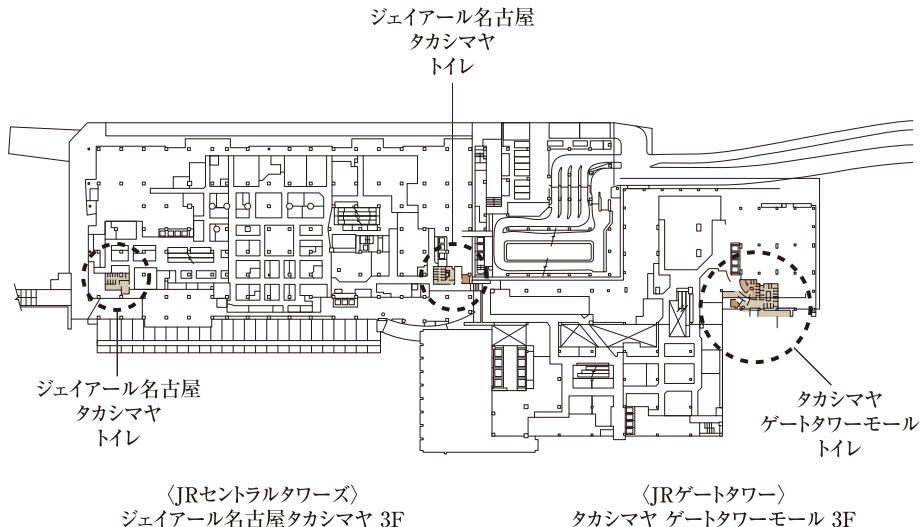 ジェイアール名古屋
タカシマヤ
トイレ
ジェイアール名古屋
タカシマヤ
トイレ
タカシマヤ
ゲートタワーモール
トイレ
〈JRセントラルタワーズ〉
ジェイアール名古屋タカシマヤ 3F
〈JRゲートタワー〉
タカシマヤ ゲートタワーモール 3F